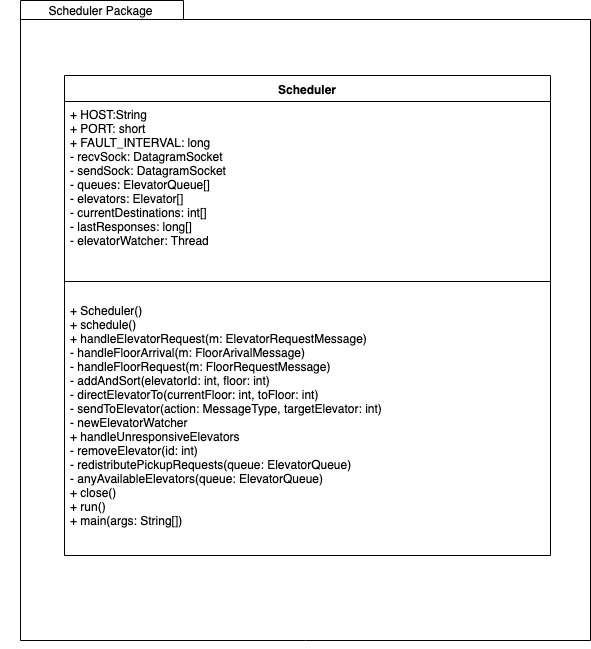 Scheduler Package
Scheduler
+ HOST:String
+ PORT: short
+ FAULT_INTERVAL: long
- recvSock: DatagramSocket
- sendSock: DatagramSocket
- queues: ElevatorQueue[]
- elevators: Elevator[]
- currentDestinations: int[]
- lastResponses: long[]
- elevatorWatcher: Thread
+ Scheduler()
+ schedule()
+ handleElevatorRequest(m: ElevatorRequestMessage)
- handleFloorArrival(m: FloorArivalMessage)
- handleFloorRequest(m: FloorRequestMessage)
- addAndSort(elevatorId: int, floor: int)
- directElevatorTo(currentFloor: int, toFloor: int)
- sendToElevator(action: MessageType, targetElevator: int)
- newElevatorWatcher
+ handleUnresponsiveElevators
- removeElevator(id: int)
- redistributePickupRequests(queue: ElevatorQueue)
- anyAvailableElevators(queue: ElevatorQueue)
+ close()
+ run()
+ main(args: String[])